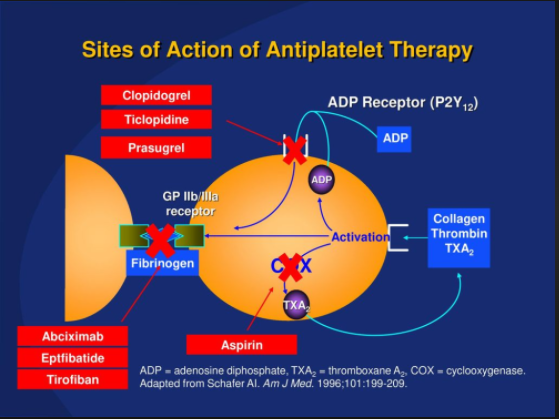 Sites of Action of Antiplatelet Therapy
Clopidogrel
Ticlopidine
Prasugrel
ADP Receptor (P2Y12)
ADP
ADP
GP IIb/IIIa
receptor
Fibrinogen
Activation
Collagen
Thrombin
TXA2
COX
TXA2
Aspirin
Abciximab
Eptfibatide
Tirofiban
ADP = adenosine diphosphate, TXA2 = thromboxane A2, COX = cyclooxygenase.
Adapted from Schafer AI. Am J Med. 1996;101:199-209.